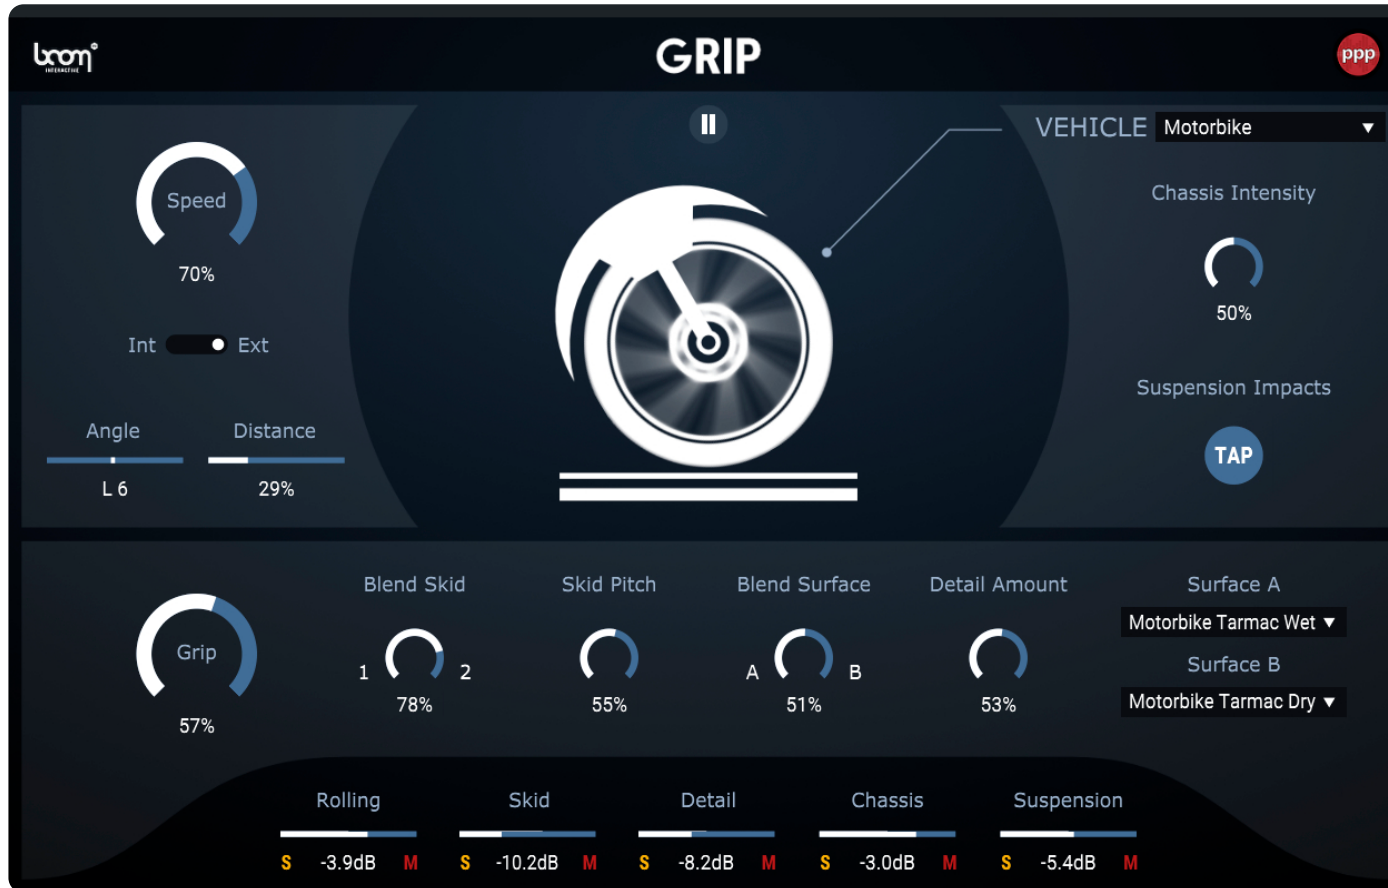 boom
INTERACTIVE
GRIP
ppp
VEHICLE Motorbike
Speed
70%
Int Ext
Angle Distance
L 6 29%
Chassis Intensity
50%
Suspension Impacts
TAP
Grip
57%
Blend Skid
1 2
78%
Skid Pitch
55%
Blend Surface
A B
51%
Detail Amount
53%
Surface A
Motorbike Tarmac Wet
Surface B
Motorbike Tarmac Dry
Rolling Skid Detail Chassis Suspension
S -3.9dB M S -10.2dB M S -8.2dB M S -3.0dB M S -5.4dB M